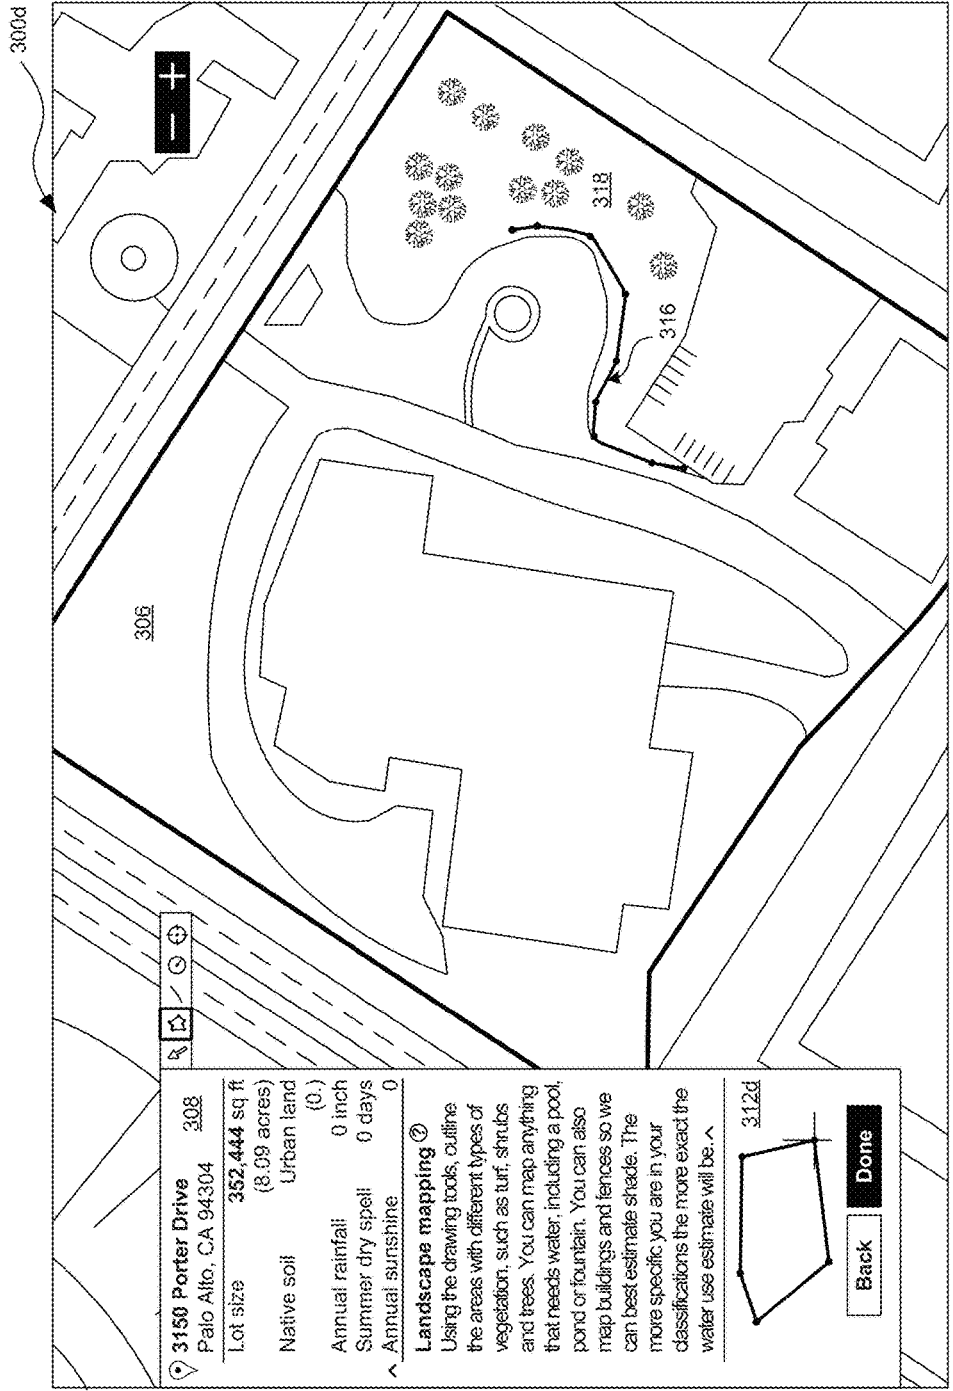 300d
− +
306
318
316
3150 Porter Drive
Palo Alto, CA 94304
308
Lot size 352,444 sq ft
(8.09 acres)
Native soil Urban land
(0.)
Annual rainfall 0 inch
Summer dry spell 0 days
Annual sunshine 0
Landscape mapping ?
Using the drawing tools, outline
the areas with different types of
vegetation, such as turf, shrubs
and trees. You can map anything
that needs water, including a pool,
pond or fountain. You can also
map buildings and fences so we
can best estimate shade. The
more specific you are in your
classifications the more exact the
water use estimate will be.
312d
Back Done